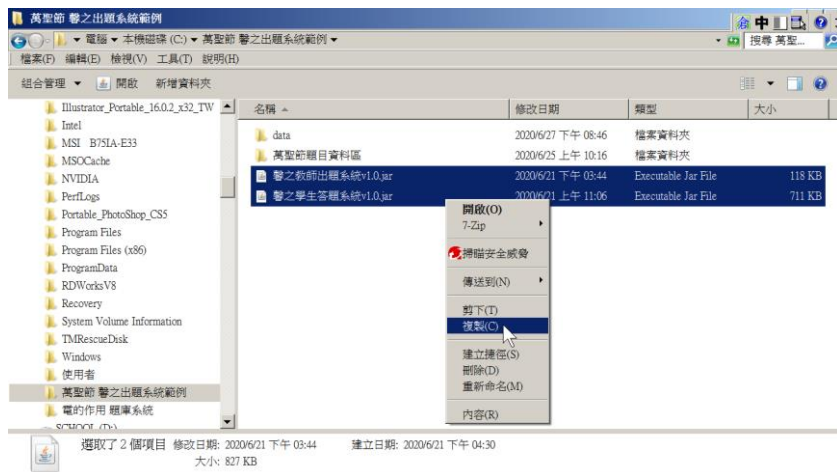 萬聖節 馨之出題系統範例
倉 中
▼ 電腦 ▼ 本機磁碟 (C:) ▼ 萬聖節 馨之出題系統範例 ▼
搜尋 萬聖...
檔案(F) 編輯(E) 檢視(V) 工具(T) 說明(H)
組合管理 ▼ 開啟 新增資料夾
Illustrator_Portable_16.0.2_x32_TW
Intel
MSI B75IA-E33
MSOCache
NVIDIA
PerfLogs
Portable_PhotoShop_CS5
Program Files
Program Files (x86)
ProgramData
RDWorksV8
Recovery
System Volume Information
TMRescueDisk
Windows
使用者
萬聖節 馨之出題系統範例
電的作用 題庫系統
SCHOOL (D:)
名稱 修改日期 類型 大小
data 2020/6/27 下午 08:46 檔案資料夾
萬聖節題目資料區 2020/6/25 上午 10:16 檔案資料夾
馨之教師出題系統v1.0.jar 2020/6/21 下午 03:44 Executable Jar File 118 KB
馨之學生答題系統v1.0.jar 2020/6/21 上午 11:06 Executable Jar File 711 KB
開啟(O)
7-Zip
掃瞄安全威脅
傳送到(N)
剪下(T)
複製(C)
建立捷徑(S)
刪除(D)
重新命名(M)
內容(R)
選取了 2 個項目 修改日期: 2020/6/21 下午 03:44 建立日期: 2020/6/21 下午 04:30
大小: 827 KB